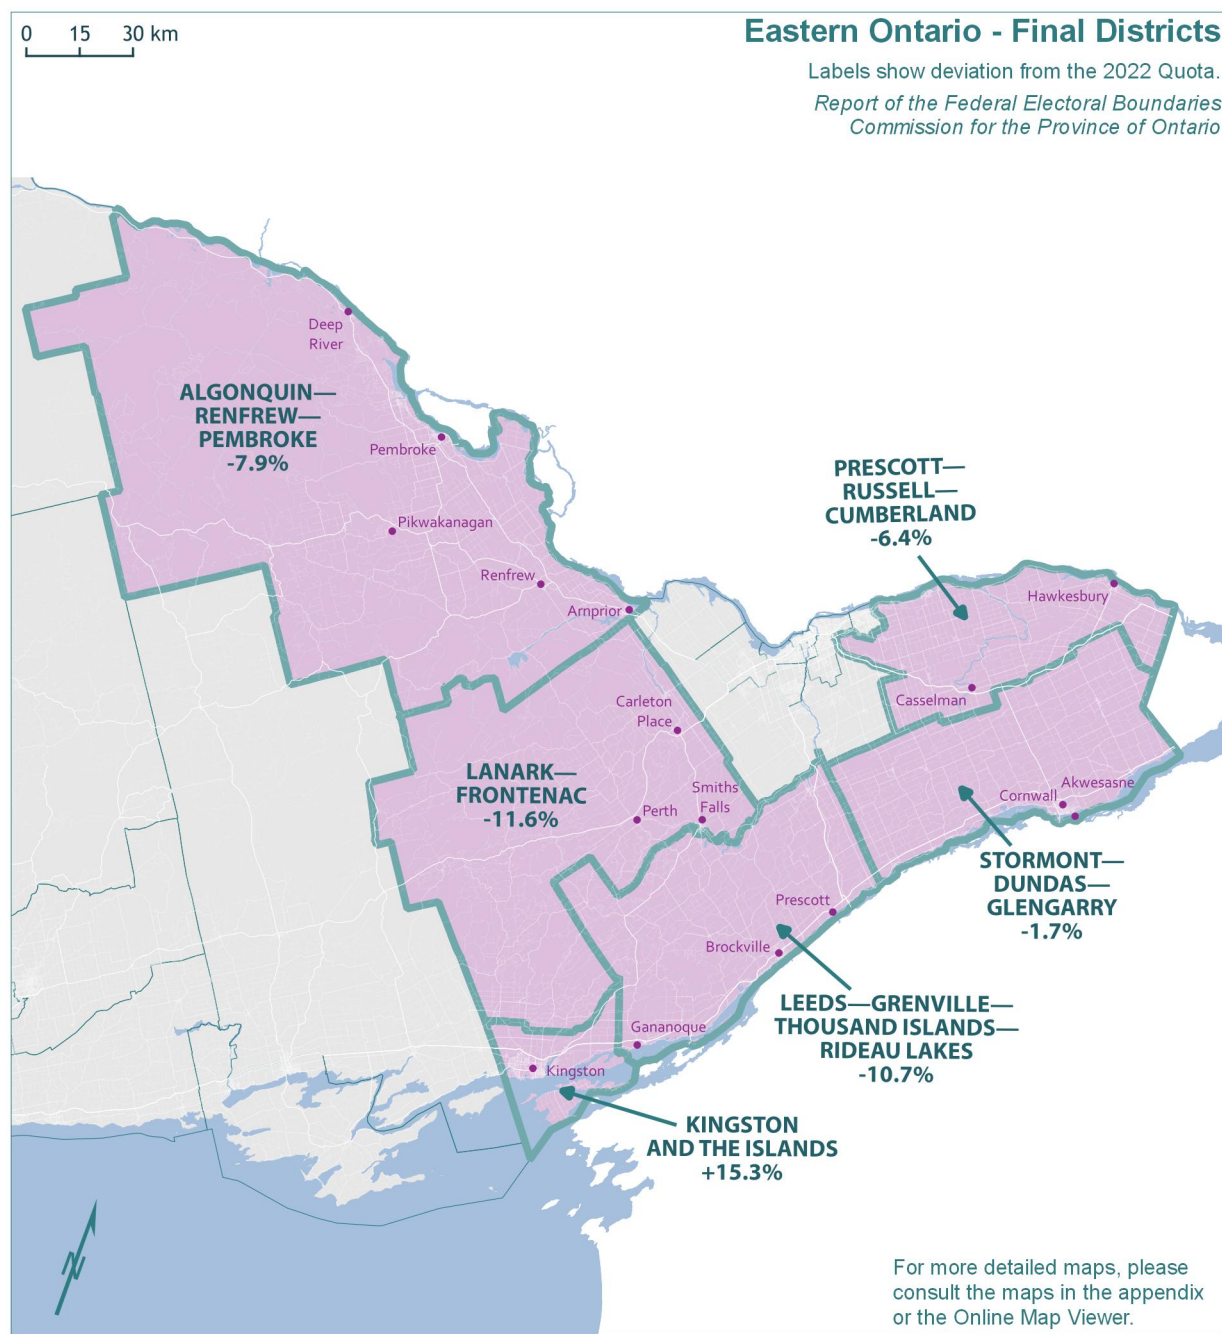 0 15 30 km
Eastern Ontario - Final Districts
Labels show deviation from the 2022 Quota.
Report of the Federal Electoral Boundaries
Commission for the Province of Ontario
Deep
River
ALGONQUIN—
RENFREW—
PEMBROKE
-7.9%
Pembroke
Pikwakanagan
Renfrew
Arnprior
PRESCOTT—
RUSSELL—
CUMBERLAND
-6.4%
Hawkesbury
Casselman
Carleton
Place
LANARK—
FRONTENAC
-11.6%
Smiths
Falls
Perth
Akwesasne
Cornwall
STORMONT—
DUNDAS—
GLENGARRY
-1.7%
Prescott
Brockville
LEEDS—GRENVILLE—
THOUSAND ISLANDS—
RIDEAU LAKES
-10.7%
Gananoque
Kingston
KINGSTON
AND THE ISLANDS
+15.3%
N
For more detailed maps, please
consult the maps in the appendix
or the Online Map Viewer.